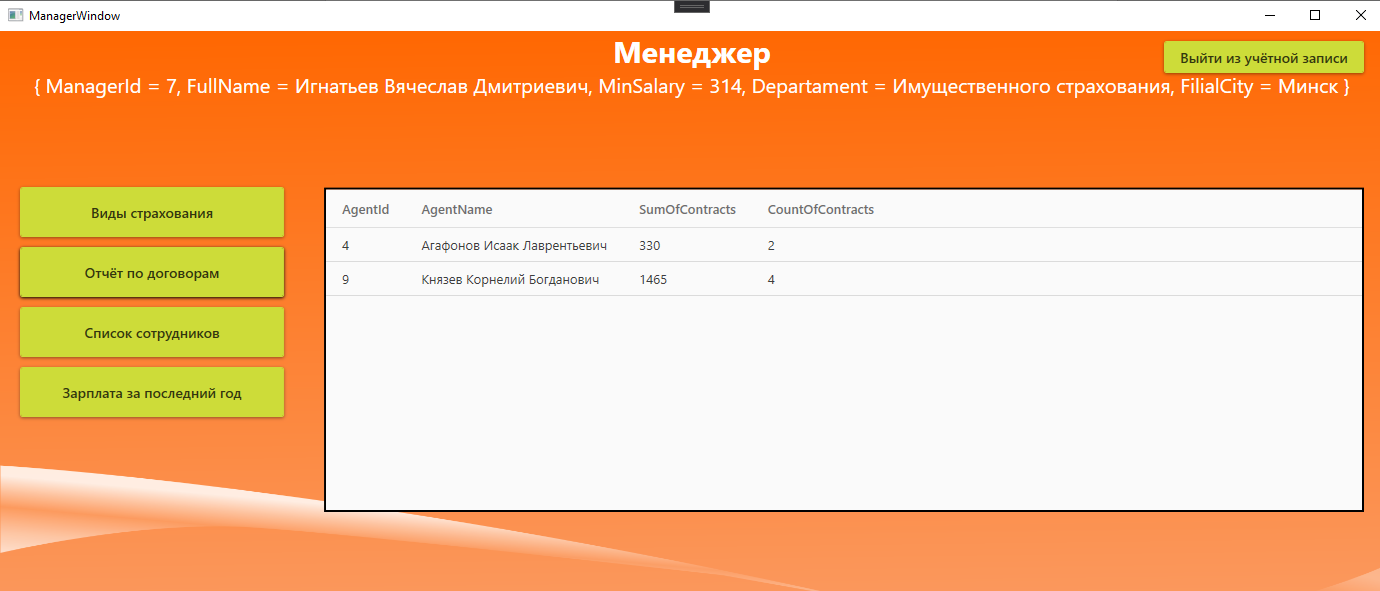 ManagerWindow
Менеджер
Выйти из учётной записи
{ ManagerId = 7, FullName = Игнатьев Вячеслав Дмитриевич, MinSalary = 314, Departament = Имущественного страхования, FilialCity = Минск }
Виды страхования
Отчёт по договорам
Список сотрудников
Зарплата за последний год
AgentId AgentName SumOfContracts CountOfContracts
4 Агафонов Исаак Лаврентьевич 330 2
9 Князев Корнелий Богданович 1465 4